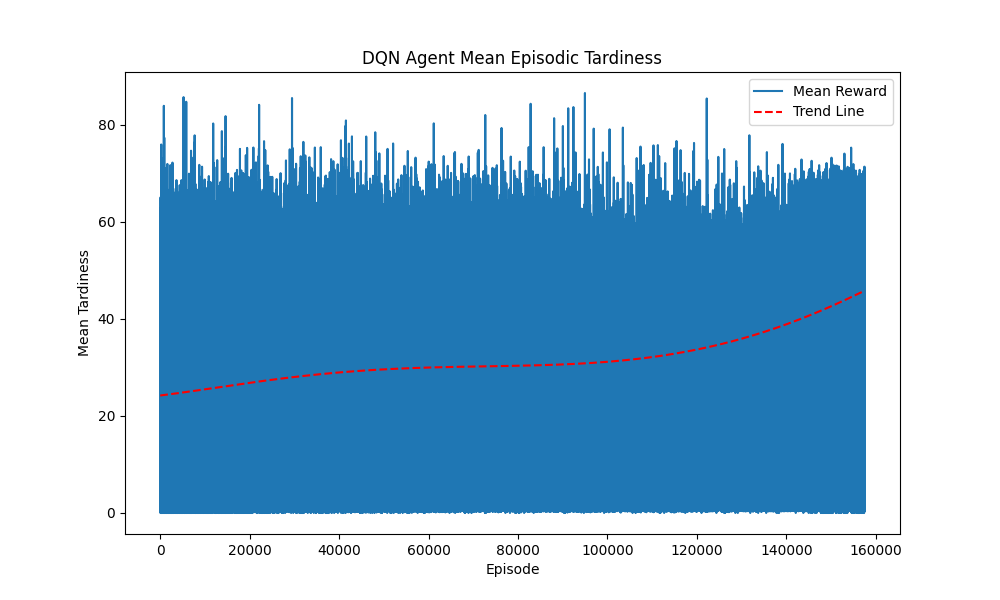 DQN Agent Mean Episodic Tardiness
Mean Reward
Trend Line
Mean Tardiness
80
60
40
20
0
0 20000 40000 60000 80000 100000 120000 140000 160000
Episode